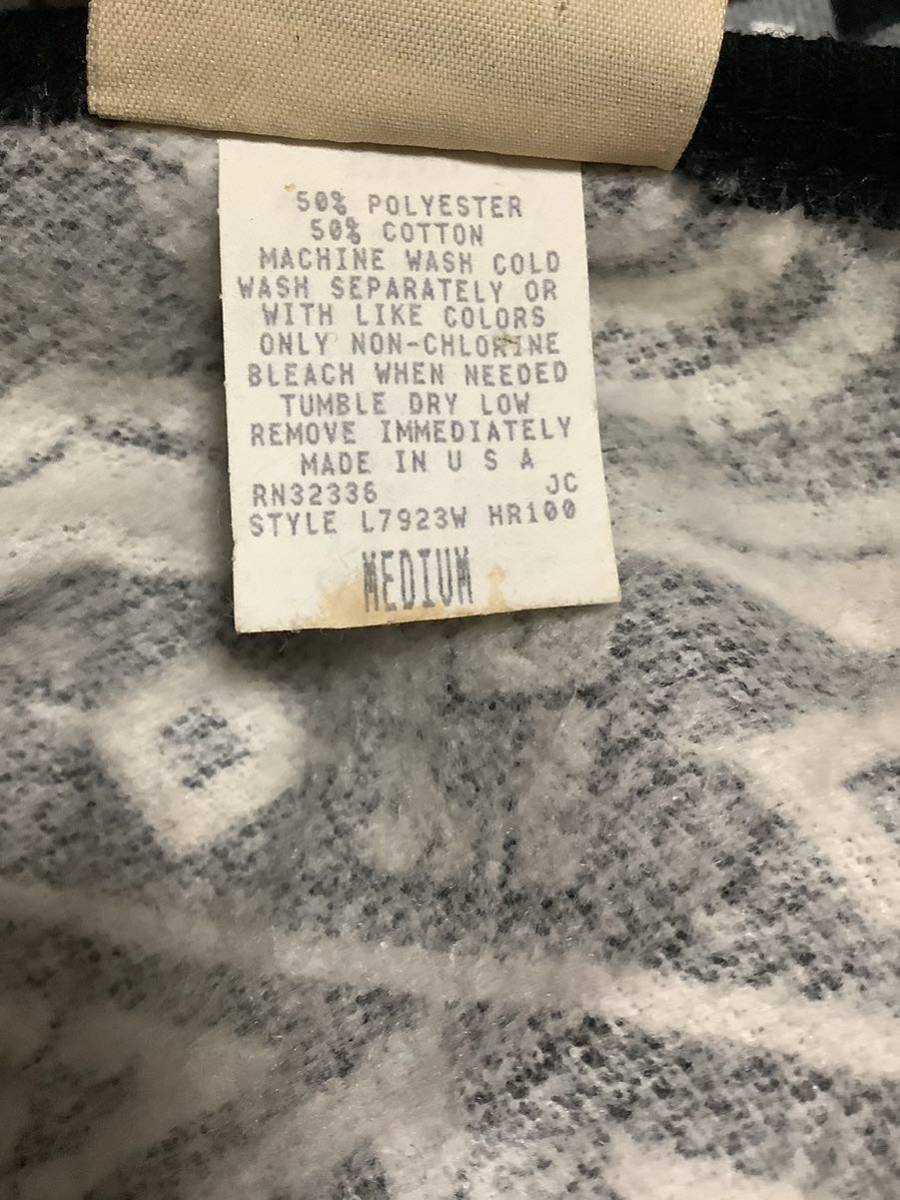 50% POLYESTER
50% COTTON
MACHINE WASH COLD
WASH SEPARATELY OR
WITH LIKE COLORS
ONLY NON-CHLORINE
BLEACH WHEN NEEDED
TUMBLE DRY LOW
REMOVE IMMEDIATELY
MADE IN U S A
RN32336 JC
STYLE L7923W HR100
MEDIUM